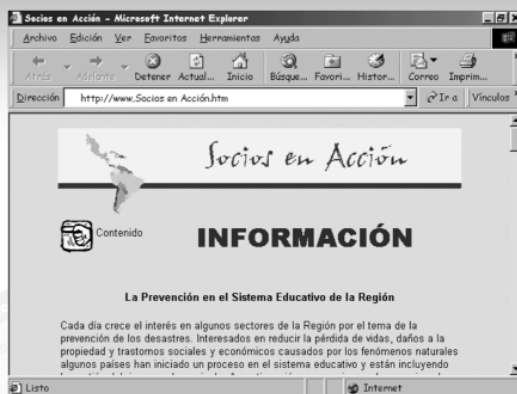 Socios en Acción - Microsoft Internet Explorer
Archivo Edición Ver Favoritos Herramientas Ayuda
Atrás Adelante Detener Actual... Inicio Búsque... Favori... Histor... Correo Imprim...
Dirección http://www,Socios en Acción.htm Ir a Vínculos
Socios en Acción
Contenido
INFORMACIÓN
La Prevención en el Sistema Educativo de la Región
Cada día crece el interés en algunos sectores de la Región por el tema de la
prevención de los desastres. Interesados en reducir la pérdida de vidas, daños a la
propiedad y trastornos sociales y económicos causados por los fenómenos naturales
algunos países han iniciado un proceso en el sistema educativo y están incluyendo
Listo Internet